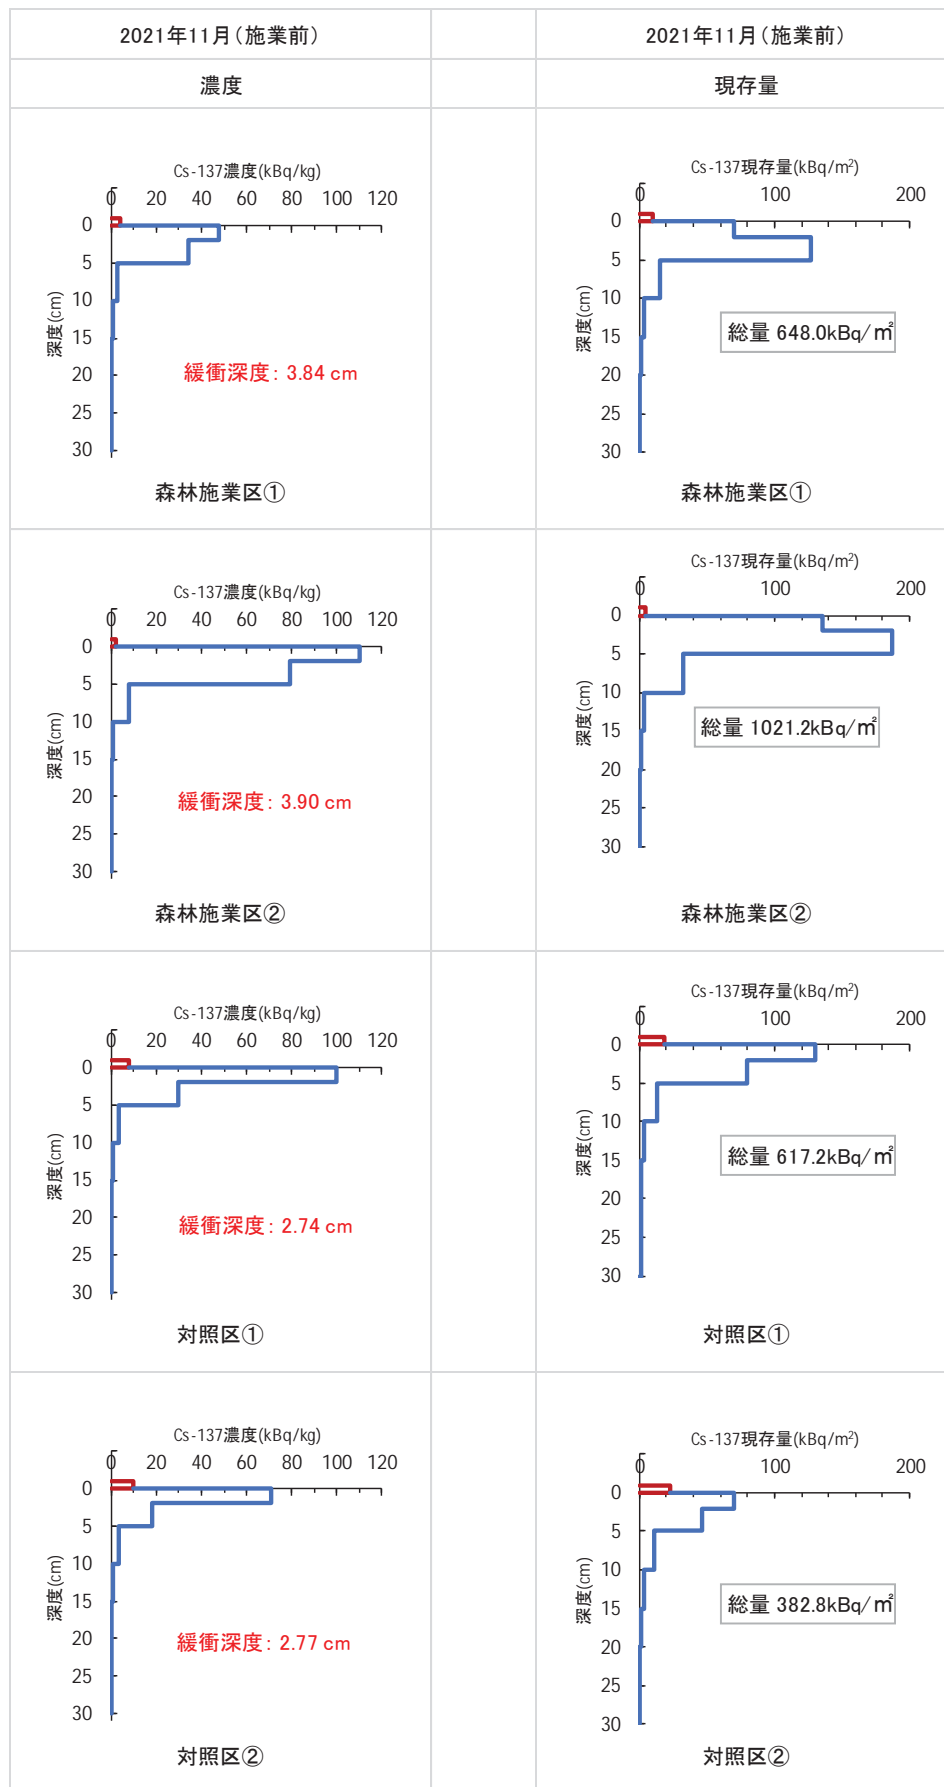 2021年11月（施業前）
2021年11月（施業前）
濃度
現存量
Cs-137濃度(kBq/kg)
0 20 40 60 80 100 120
0
5
10
15
20
25
30
深度(cm)
緩衝深度：3.84 cm
森林施業区①
Cs-137現存量(kBq/m²)
0 100 200
0
5
10
15
20
25
30
深度(cm)
総量 648.0kBq/㎡
森林施業区①
Cs-137濃度(kBq/kg)
0 20 40 60 80 100 120
0
5
10
15
20
25
30
深度(cm)
緩衝深度：3.90 cm
森林施業区②
Cs-137現存量(kBq/m²)
0 100 200
0
5
10
15
20
25
30
深度(cm)
総量 1021.2kBq/㎡
森林施業区②
Cs-137濃度(kBq/kg)
0 20 40 60 80 100 120
0
5
10
15
20
25
30
深度(cm)
緩衝深度：2.74 cm
対照区①
Cs-137現存量(kBq/m²)
0 100 200
0
5
10
15
20
25
30
深度(cm)
総量 617.2kBq/㎡
対照区①
Cs-137濃度(kBq/kg)
0 20 40 60 80 100 120
0
5
10
15
20
25
30
深度(cm)
緩衝深度：2.77 cm
対照区②
Cs-137現存量(kBq/m²)
0 100 200
0
5
10
15
20
25
30
深度(cm)
総量 382.8kBq/㎡
対照区②